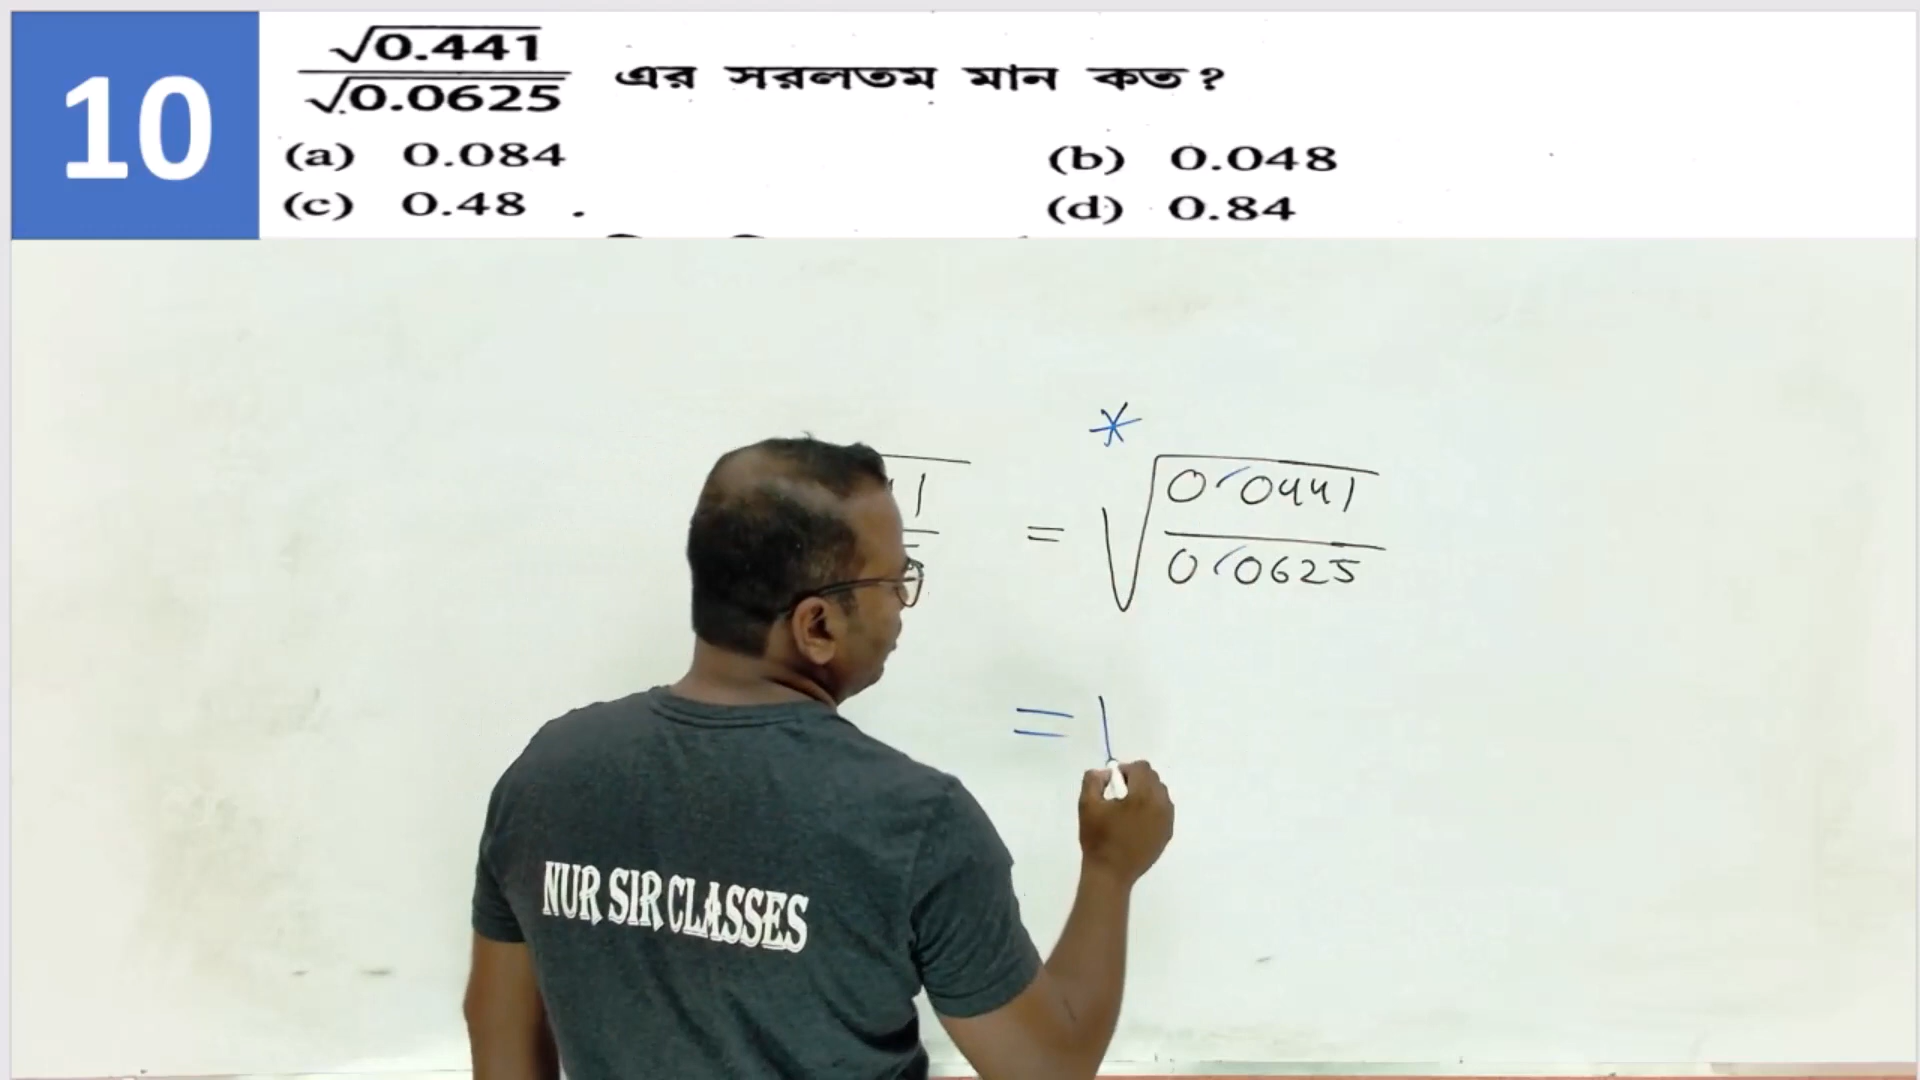 10
√0.441
√0.0625
এর সরলতম মান কত?
(a) 0.084
(b) 0.048
(c) 0.48
(d) 0.84
1
=
*
√
0.0441
0.0625
=
NUR SIR CLASSES